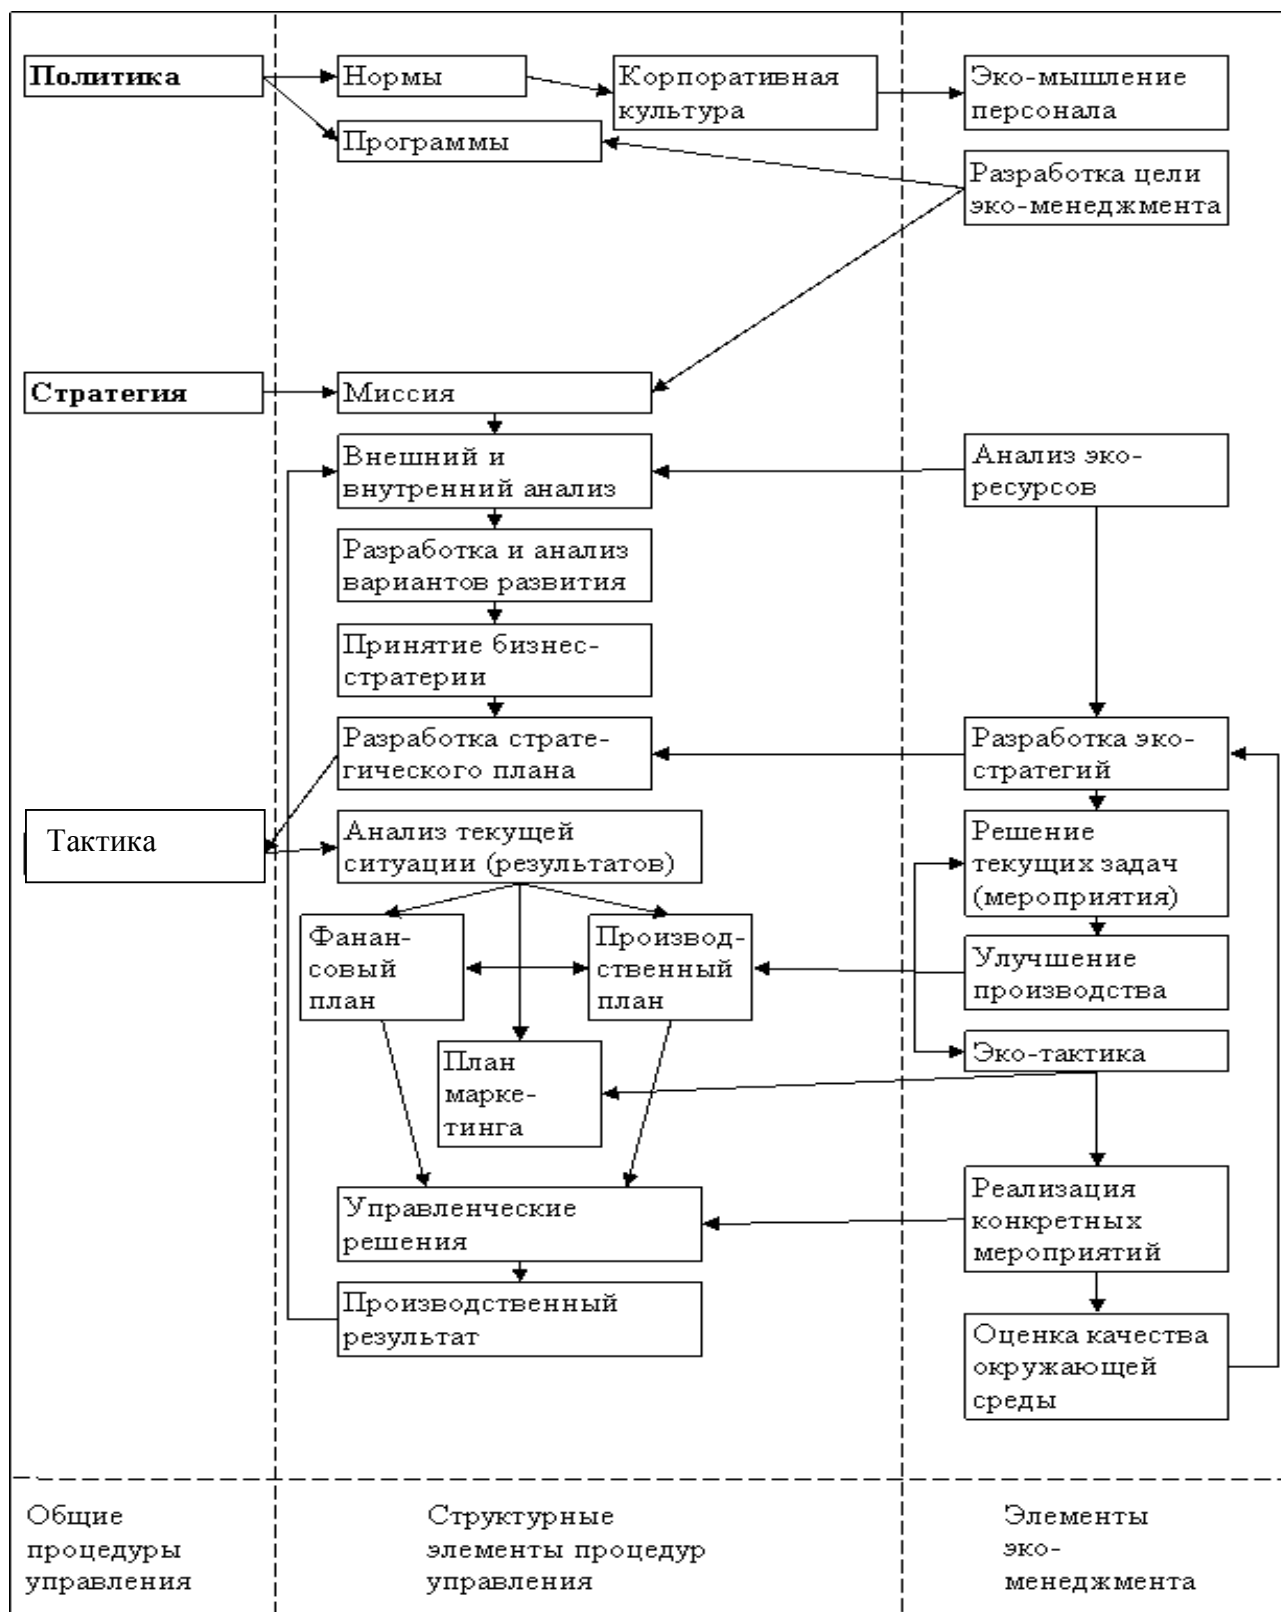 Политика
Нормы
Корпоративная
культура
Эко-мышление
персонала
Программы
Разработка цели
эко-менеджмента
Стратегия
Миссия
Внешний и
внутренний анализ
Анализ эко-
ресурсов
Разработка и анализ
вариантов развития
Принятие бизнес-
стратерии
Разработка страте-
гического плана
Разработка эко-
стратегий
Тактика
Анализ текущей
ситуации (результатов)
Решение
текущих задач
(мероприятия)
Фанан-
совый
план
Производ-
ственный
план
Улучшение
производства
План
марке-
тинга
Эко-тактика
Управленческие
решения
Реализация
конкретных
мероприятий
Производственный
результат
Оценка качества
окружающей
среды
Общие
процедуры
управления
Структурные
элементы процедур
управления
Элементы
эко-
менеджмента